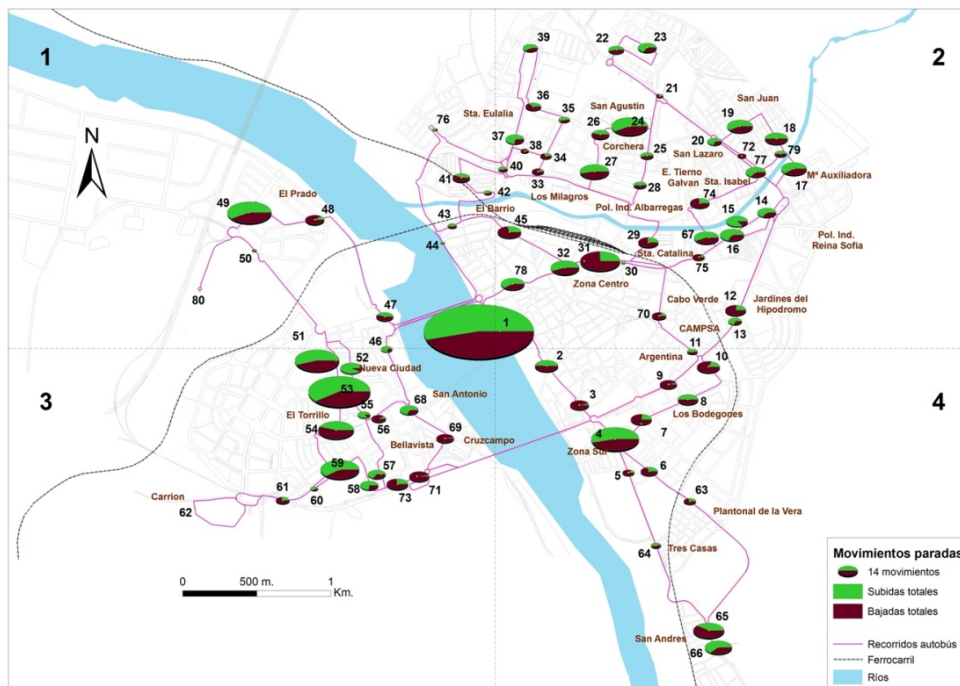 1
2
3
4
N
39
22
23
36
35
21
San Juan
Sta. Eulalia
San Agustin
19
18
76
37
26
24
Corchera
20
72
79
38
34
25
San Lazaro
77
27
E. Tierno
Galvan
Sta. Isabel
Mª Auxiliadora
17
41
40
33
28
42
Los Milagros
Pol. Ind. Albarregas
74
El Prado
49
48
43
El Barrio
45
15
14
44
29
67
16
Pol. Ind.
Reina Sofia
50
31
Sta. Catalina
32
30
75
Zona Centro
80
78
Cabo Verde
12
Jardines del
Hipodromo
47
70
CAMPSA
13
1
51
46
11
52
Nueva Ciudad
2
Argentina
10
53
San Antonio
9
8
55
68
3
Los Bodegones
El Torrillo
56
54
69
7
Bellavista
Cruzcampo
4
Zona Sur
59
57
6
5
58
73
71
Carrion
61
60
63
62
Plantonal de la Vera
64
Tres Casas
0
500 m.
1
Km.
65
San Andres
66
Movimientos paradas
14 movimientos
Subidas totales
Bajadas totales
Recorridos autobús
Ferrocarril
Ríos